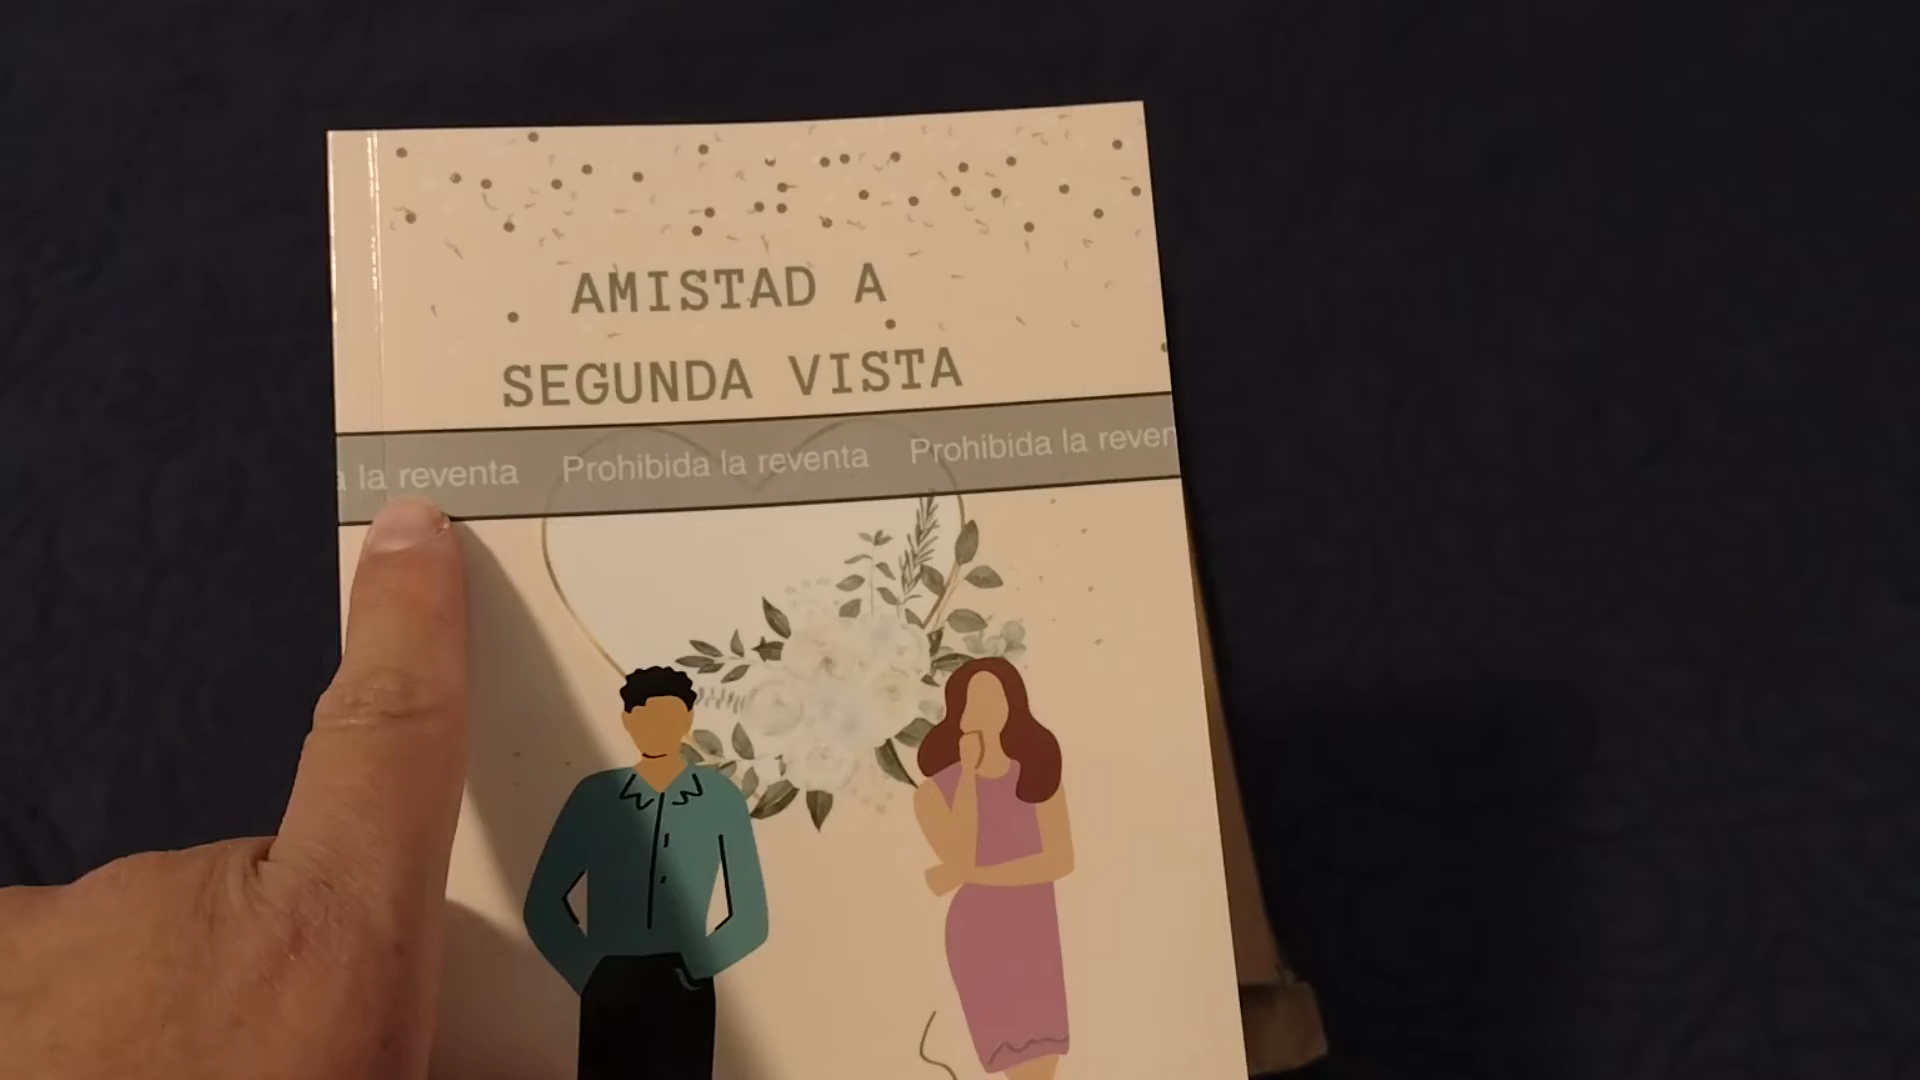 AMISTAD A
SEGUNDA VISTA
a la reventa Prohibida la reventa Prohibida la reven